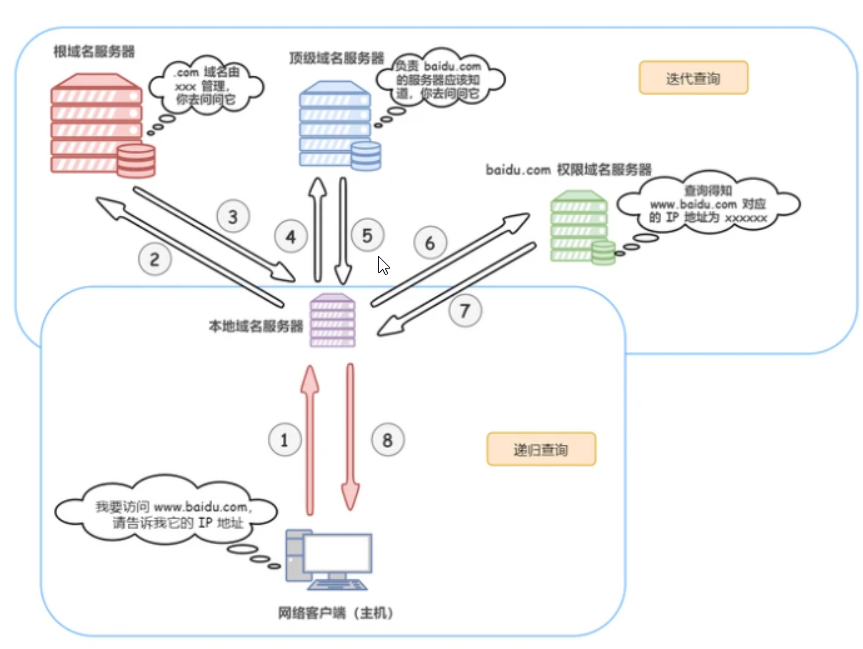 根域名服务器
.com 域名由
xxx 管理，
你去问问它
顶级域名服务器
负责 baidu.com
的服务器应该知
道，你去问问它
迭代查询
baidu.com 权限域名服务器
查询得知
www.baidu.com 对应
的 IP 地址为 xxxxxx
3
2
4
5
6
7
本地域名服务器
1
8
递归查询
我要访问 www.baidu.com，
请告诉我它的 IP 地址
网络客户端（主机）